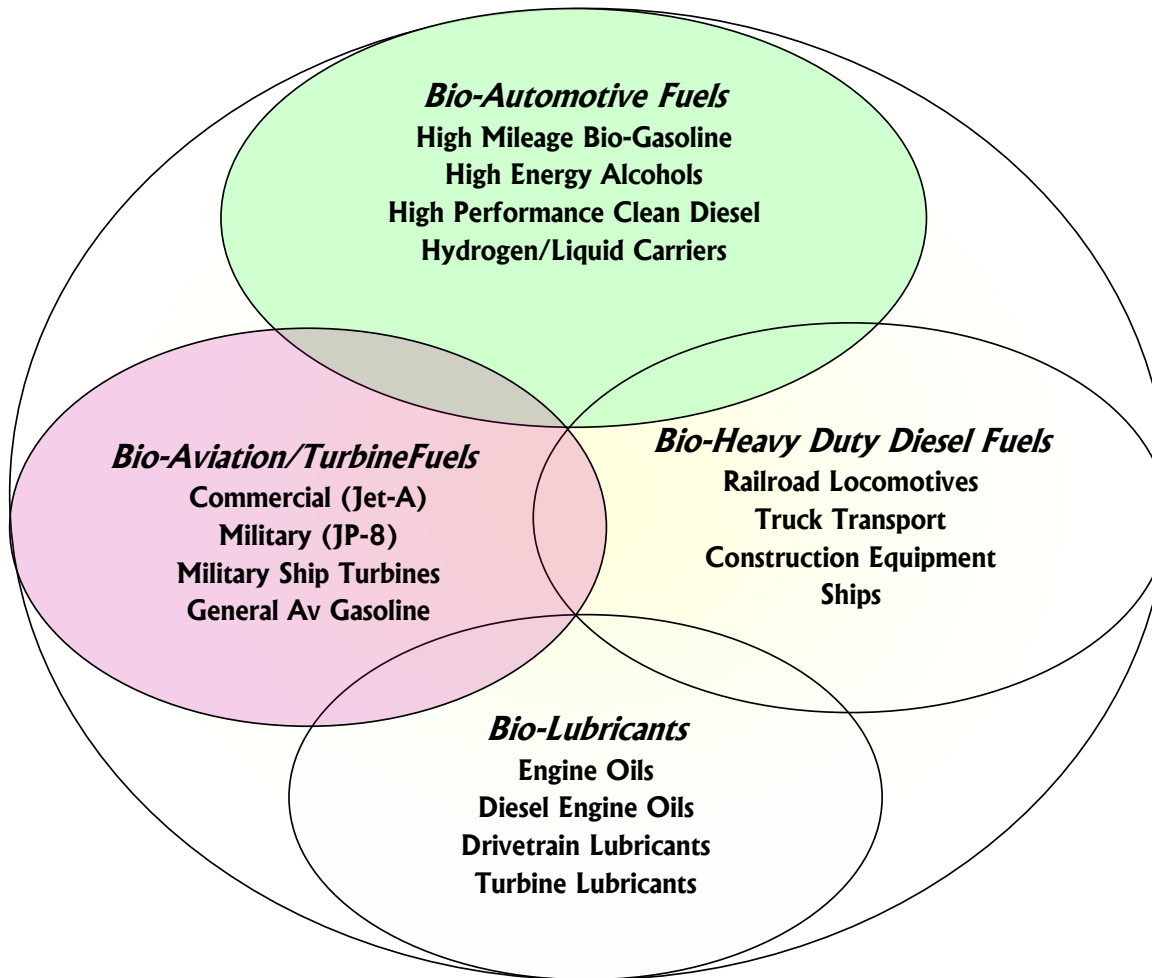 Bio-Automotive Fuels
High Mileage Bio-Gasoline
High Energy Alcohols
High Performance Clean Diesel
Hydrogen/Liquid Carriers
Bio-Aviation/TurbineFuels
Commercial (Jet-A)
Military (JP-8)
Military Ship Turbines
General Av Gasoline
Bio-Heavy Duty Diesel Fuels
Railroad Locomotives
Truck Transport
Construction Equipment
Ships
Bio-Lubricants
Engine Oils
Diesel Engine Oils
Drivetrain Lubricants
Turbine Lubricants